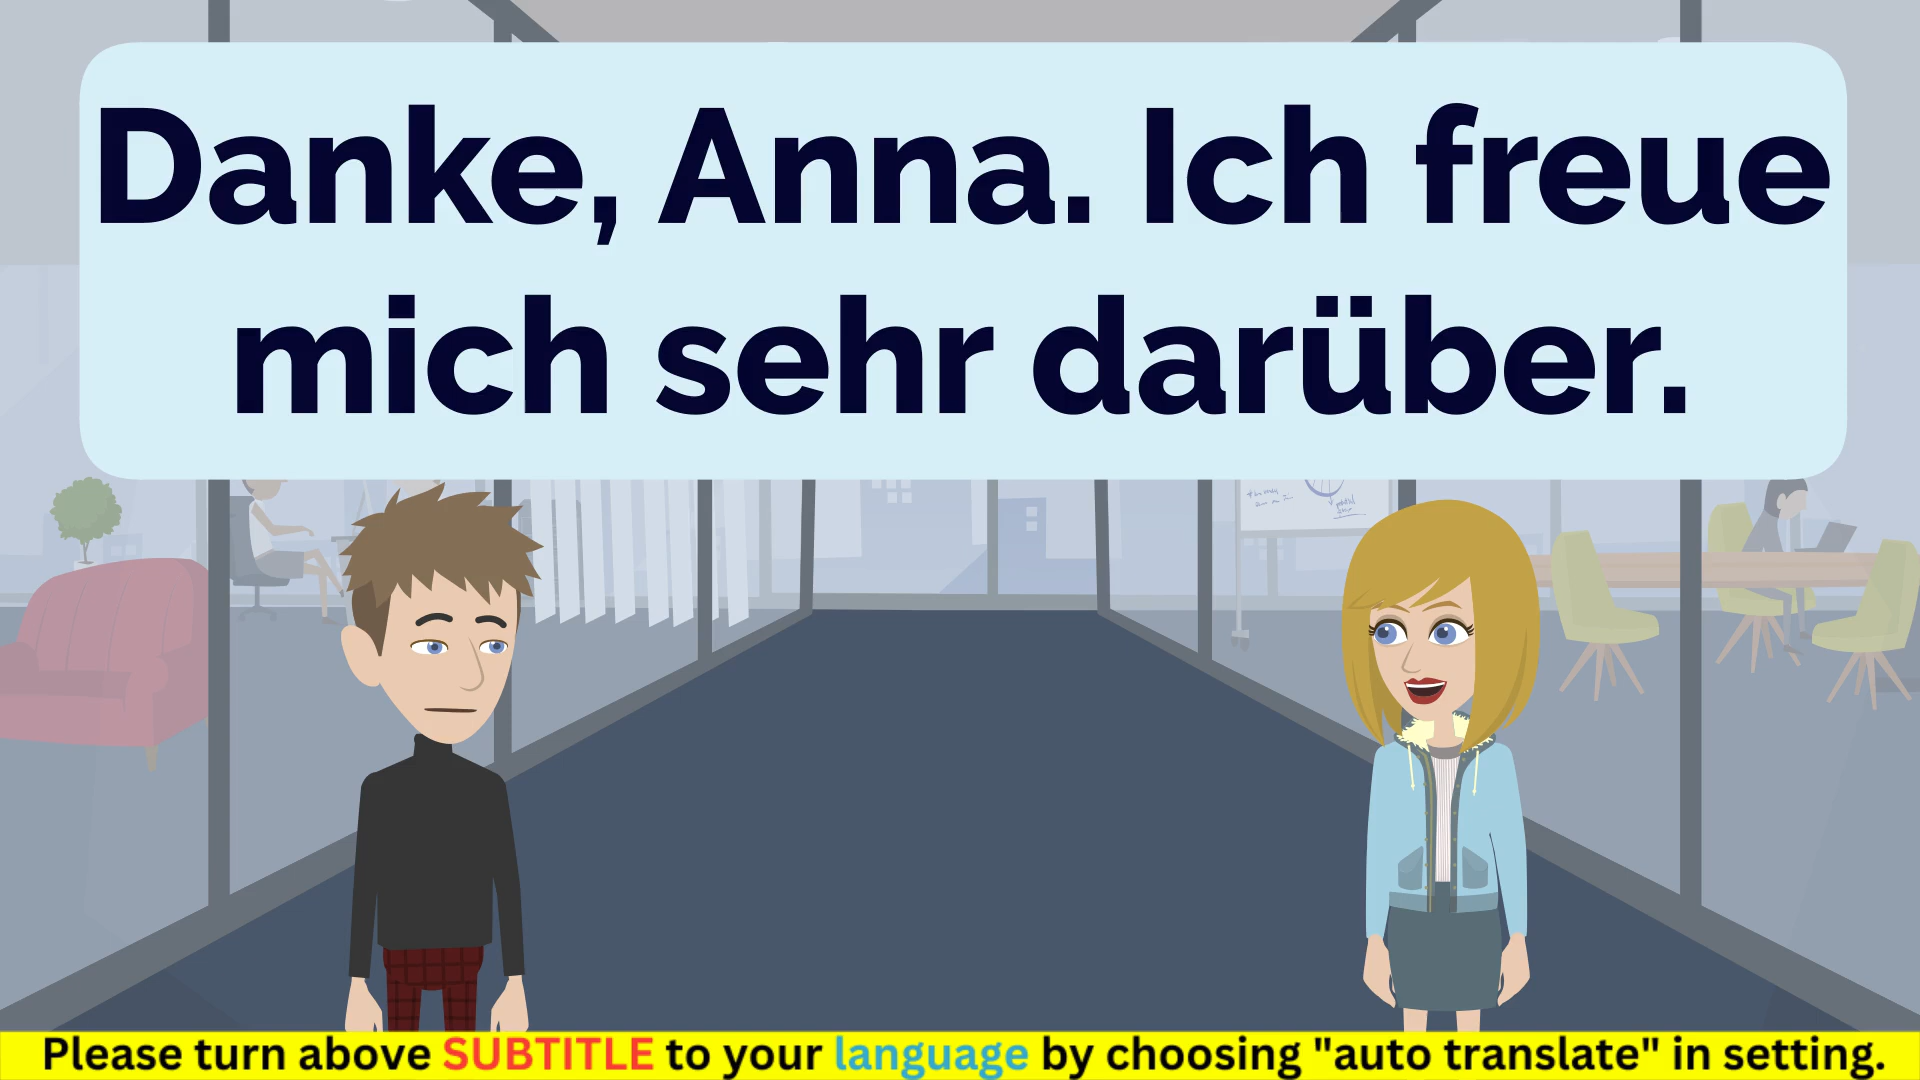 Danke, Anna. Ich freue
mich sehr darüber.
Please turn above SUBTITLE to your language by choosing "auto translate" in setting.